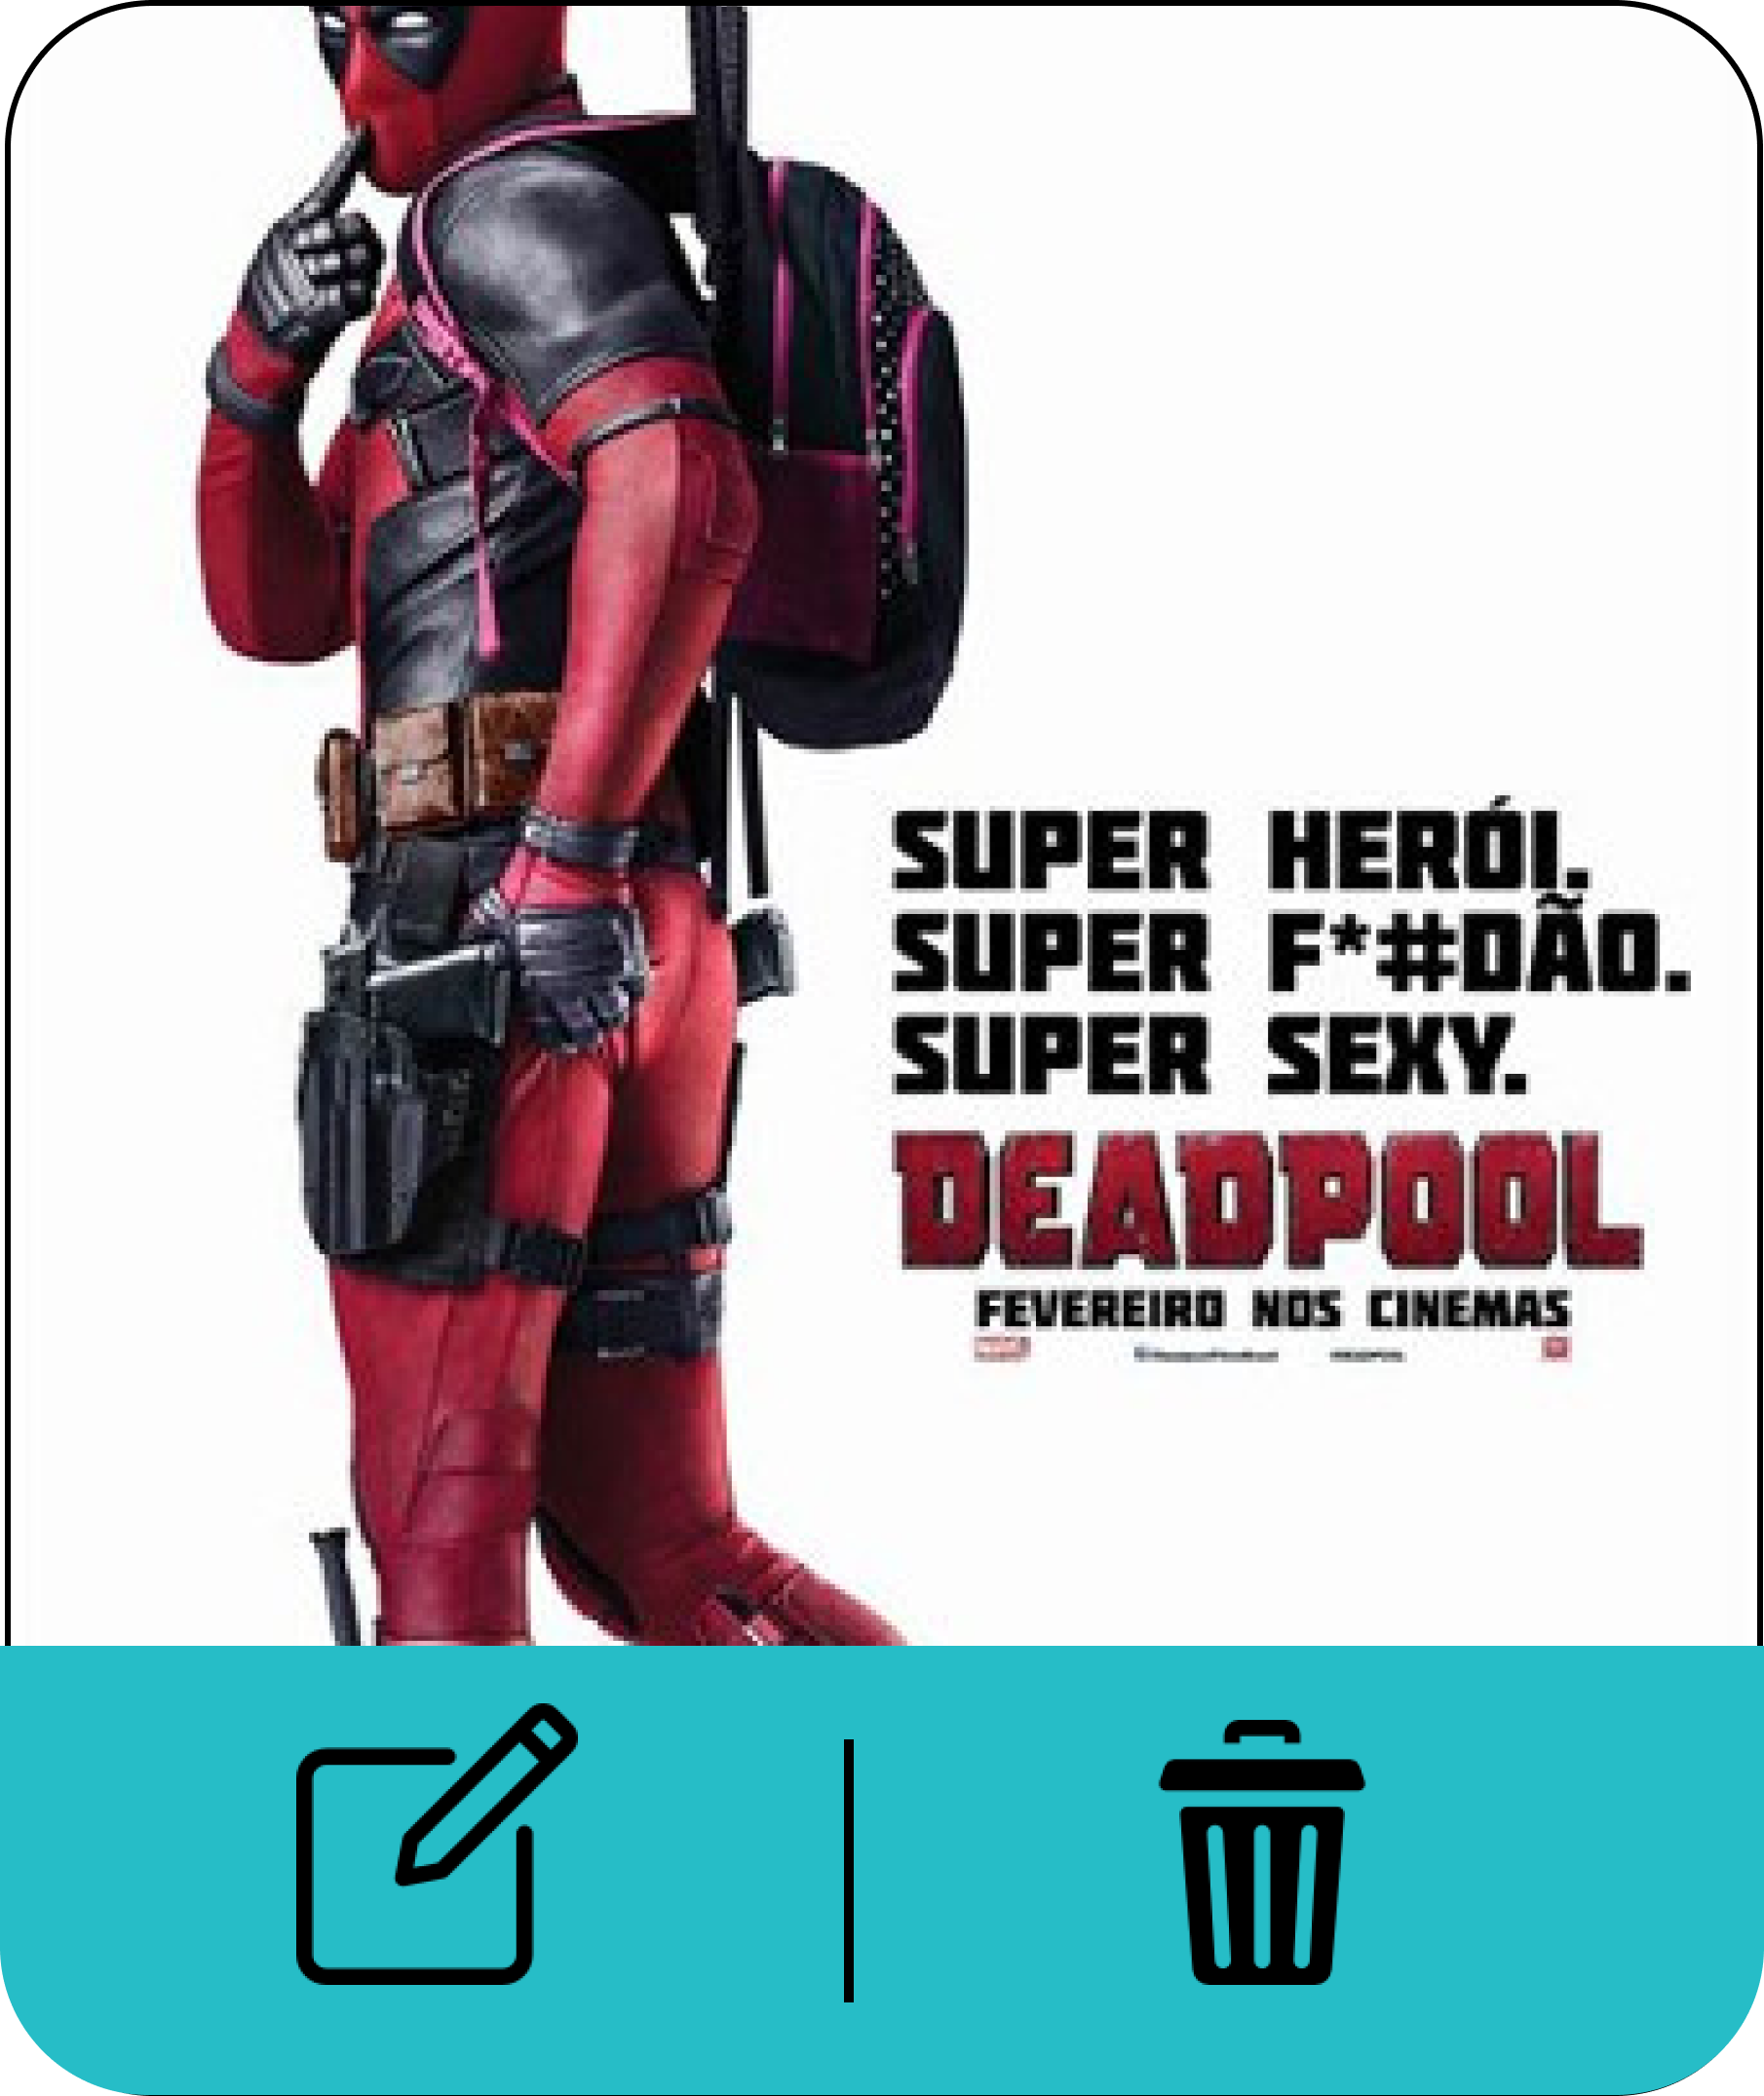 SUPER HERÓI.
SUPER F*#DÃO.
SUPER SEXY.
DEADPOOL
FEVEREIRO NOS CINEMAS